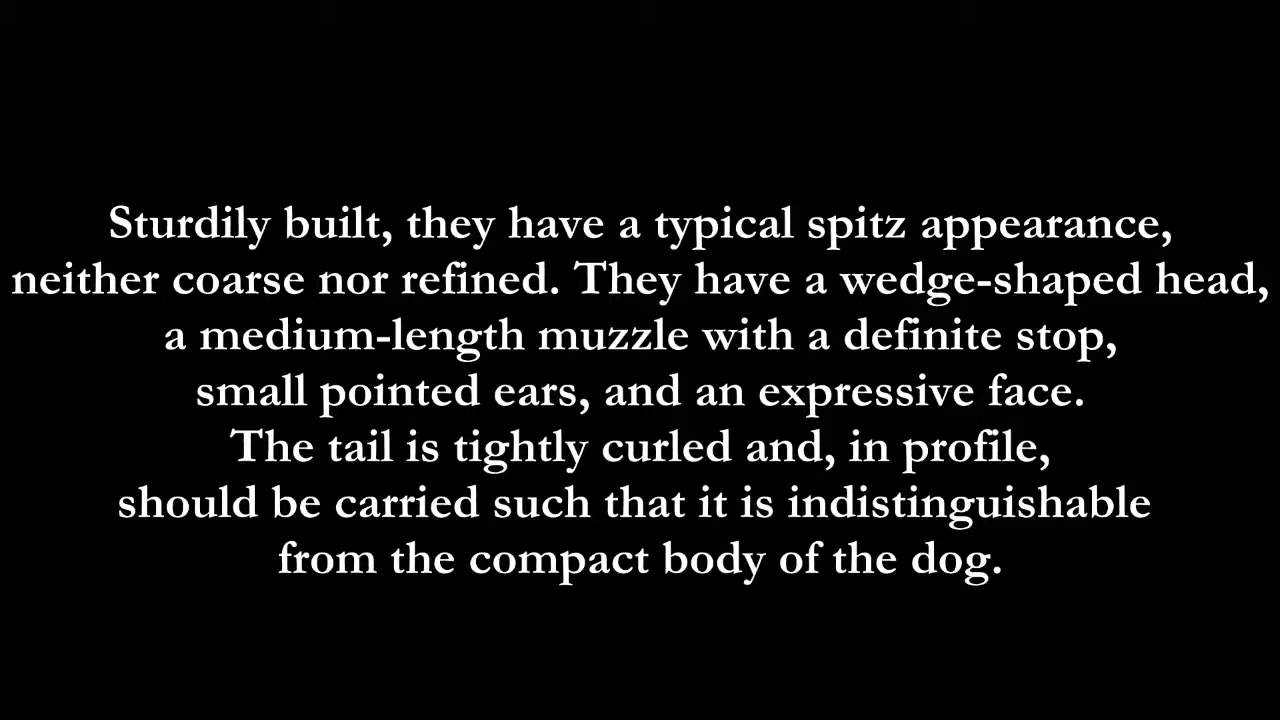 Sturdily built, they have a typical spitz appearance,
neither coarse nor refined. They have a wedge-shaped head,
a medium-length muzzle with a definite stop,
small pointed ears, and an expressive face.
The tail is tightly curled and, in profile,
should be carried such that it is indistinguishable
from the compact body of the dog.